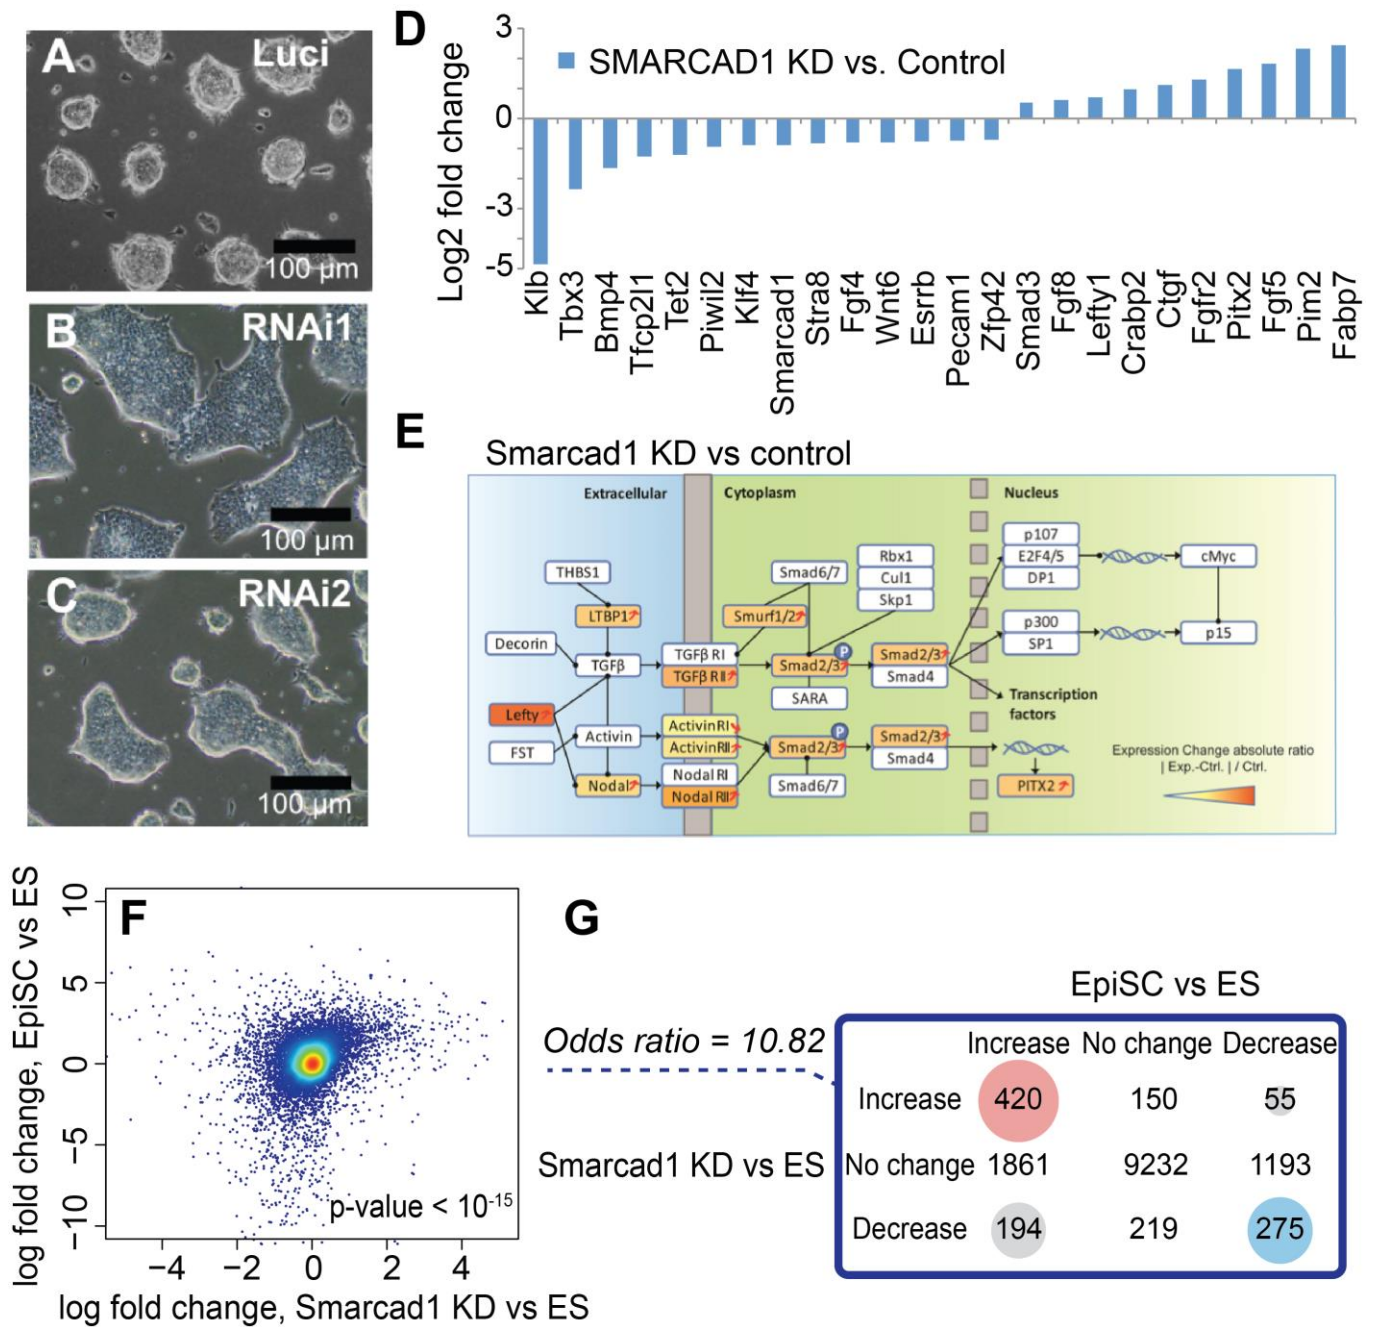 A
Luci
100 µm
B
RNAi1
100 µm
C
RNAi2
100 µm
D
SMARCAD1 KD vs. Control
Log2 fold change
3
0
-3
-5
Klb
Tbx3
Bmp4
Tfcp2l1
Tet2
Piwil2
Klf4
Smarcad1
Stra8
Fgf4
Wnt6
Esrrb
Pecam1
Zfp42
Smad3
Fgf8
Lefty1
Crabp2
Ctgf
Fgfr2
Pitx2
Fgf5
Pim2
Fabp7
E
Smarcad1 KD vs control
Extracellular
Cytoplasm
Nucleus
THBS1
LTBP1
Decorin
TGFβ
Lefty
FST
Activin
Nodal
TGFβ RI
TGFβ RII
ActivinRI
ActivinRII
Nodal RI
Nodal RII
Smad6/7
Smurf1/2
Rbx1
Cul1
Skp1
P
Smad2/3
SARA
Smad2/3
Smad4
P
Smad2/3
Smad6/7
Smad2/3
Smad4
p107
E2F4/5
DP1
cMyc
p300
SP1
p15
Transcription
factors
PITX2
Expression Change absolute ratio
| Exp.-Ctrl. | / Ctrl.
F
log fold change, EpiSC vs ES
10
5
0
−5
−10
p-value < 10-15
−4
−2
0
2
4
log fold change, Smarcad1 KD vs ES
G
EpiSC vs ES
Odds ratio = 10.82
Increase No change Decrease
Increase 420 150 55
Smarcad1 KD vs ES
No change 1861 9232 1193
Decrease 194 219 275